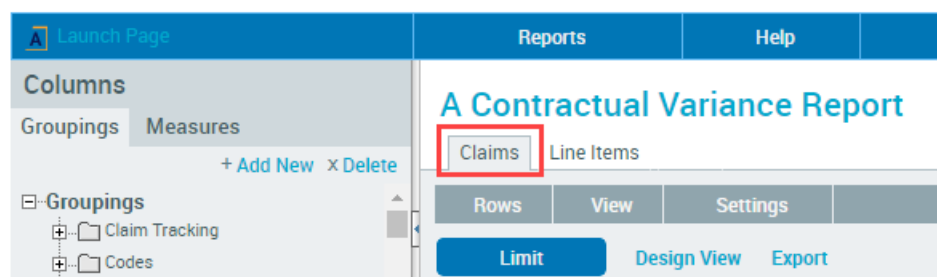 A Launch Page
Reports
Help
Columns
Groupings Measures
+ Add New x Delete
Groupings
Claim Tracking
Codes
A Contractual Variance Report
Claims Line Items
Rows View Settings
Limit Design View Export